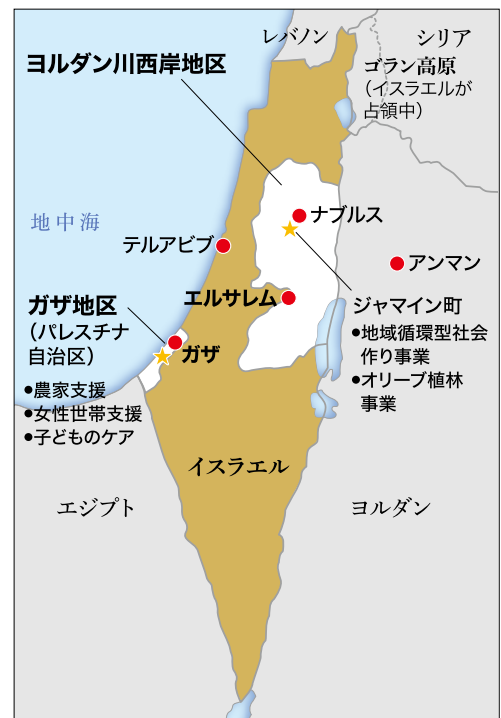 レバノン
シリア
ヨルダン川西岸地区
ゴラン高原
（イスラエルが
占領中）
地中海
ナブルス
テルアビブ
アンマン
エルサレム
ジャマイン町
●地域循環型社会
作り事業
●オリーブ植林
事業
ガザ地区
（パレスチナ
自治区）
ガザ
●農家支援
●女性世帯支援
●子どものケア
イスラエル
エジプト
ヨルダン